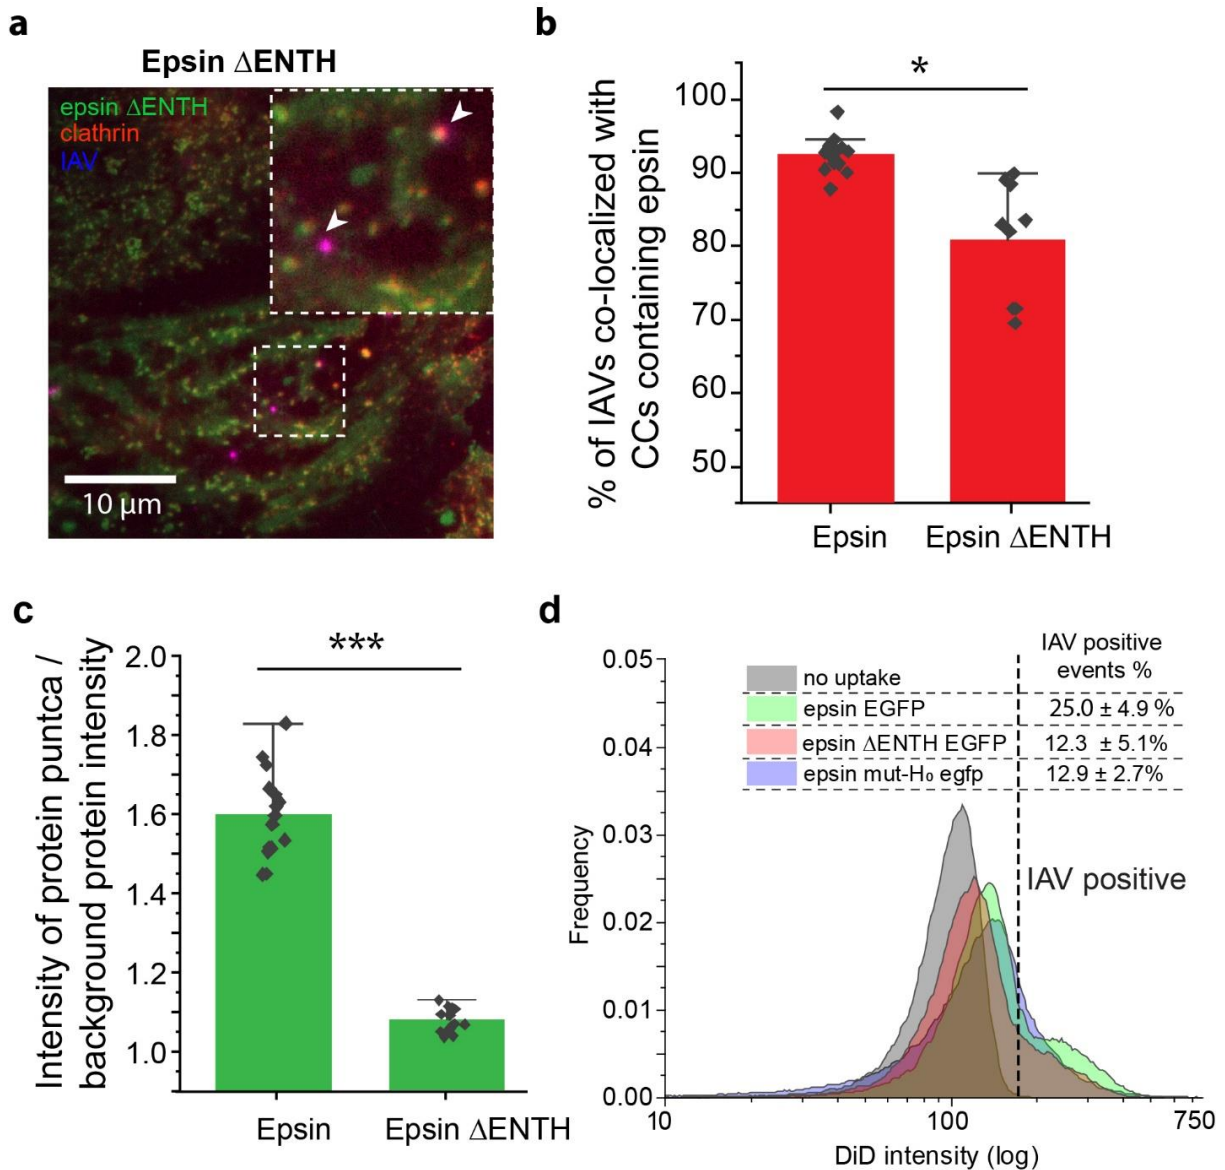 a
Epsin ΔENTH
epsin ΔENTH
clathrin
IAV
10 µm
b
% of IAVs co-localized with
CCs containing epsin
100
90
80
70
60
50
*
Epsin
Epsin ΔENTH
c
Intensity of protein puntca /
background protein intensity
2.0
1.8
1.6
1.4
1.2
1.0
***
Epsin
Epsin ΔENTH
d
IAV positive
events %
no uptake
epsin EGFP 25.0 ± 4.9 %
epsin ΔENTH EGFP 12.3 ± 5.1%
epsin mut-H₀ egfp 12.9 ± 2.7%
IAV positive
Frequency
0.05
0.04
0.03
0.02
0.01
0.00
10
100
750
DiD intensity (log)